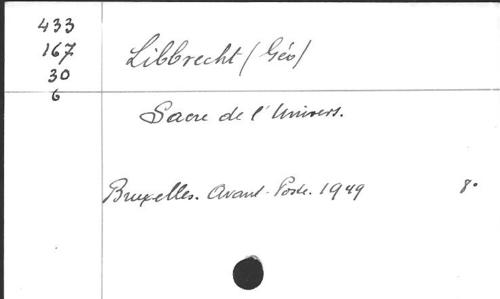 433
167
30
6
Libbrecht (Géo)
Sacre de l'Univers.
Bruxelles. Avant-Poste. 1949 8°